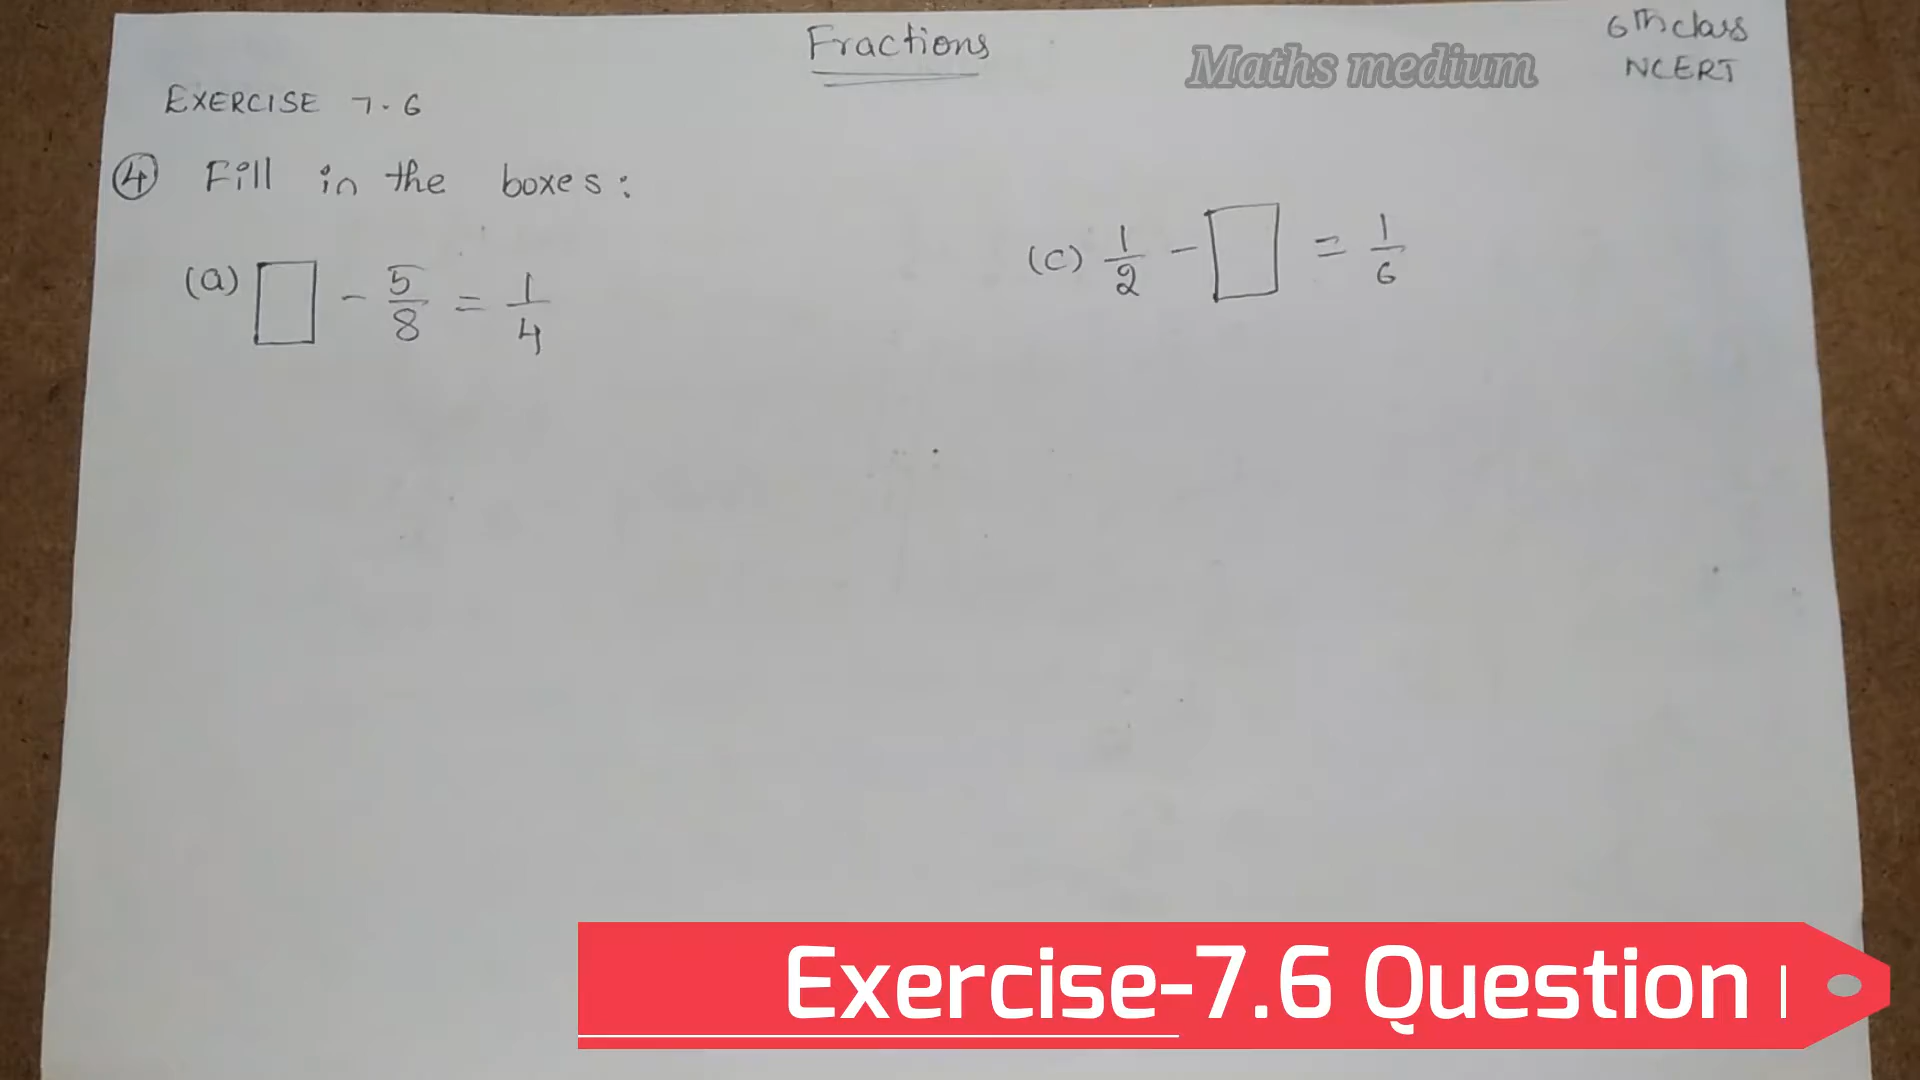 Fractions
6th class
NCERT
Maths medium
EXERCISE 7.6
④ Fill in the boxes:
(a) □ - 5/8 = 1/4
(c) 1/2 - □ = 1/6
Exercise-7.6 Question